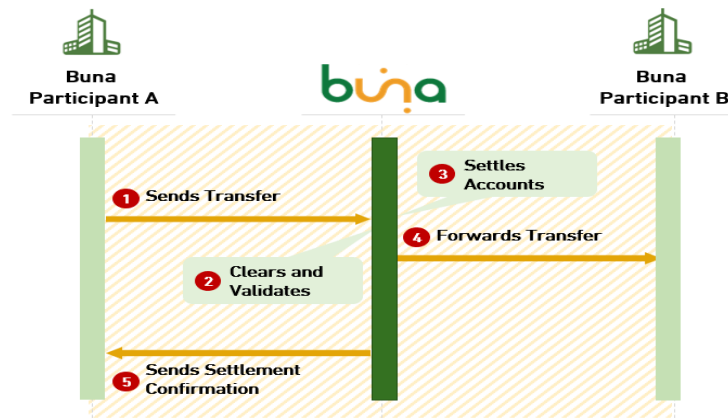 Buna
Participant A
buna
Buna
Participant B
1 Sends Transfer
3 Settles
Accounts
4 Forwards Transfer
2 Clears and
Validates
5 Sends Settlement
Confirmation